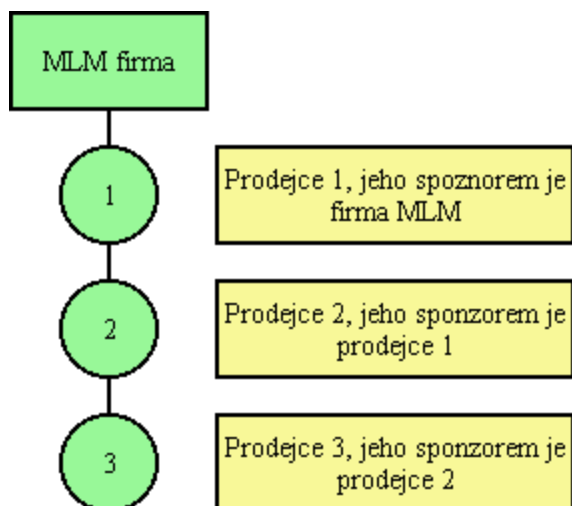 MLM firma
1
Prodejce 1, jeho spoznorem je
firma MLM
2
Prodejce 2, jeho sponzorem je
prodejce 1
3
Prodejce 3, jeho sponzorem je
prodejce 2